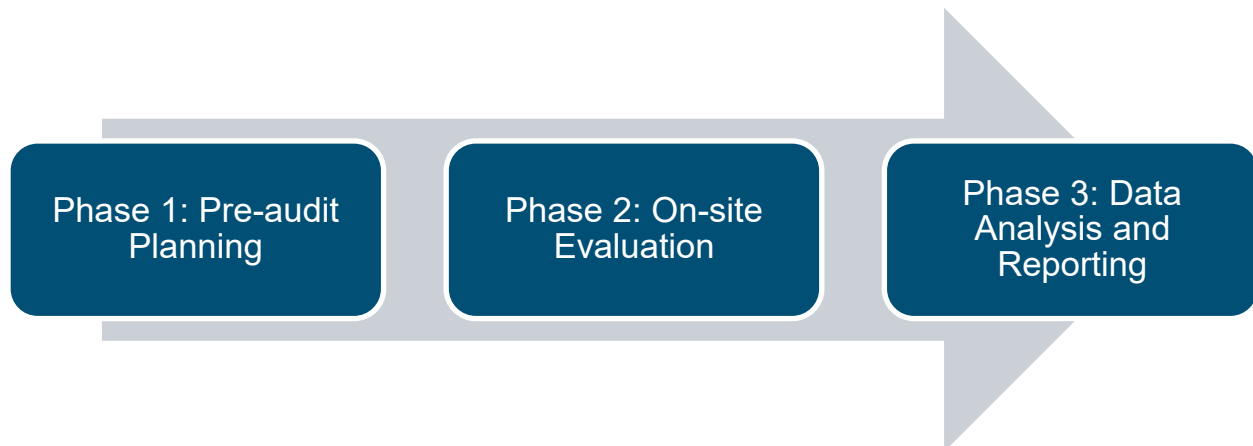 Phase 1: Pre-audit
Planning
Phase 2: On-site
Evaluation
Phase 3: Data
Analysis and
Reporting